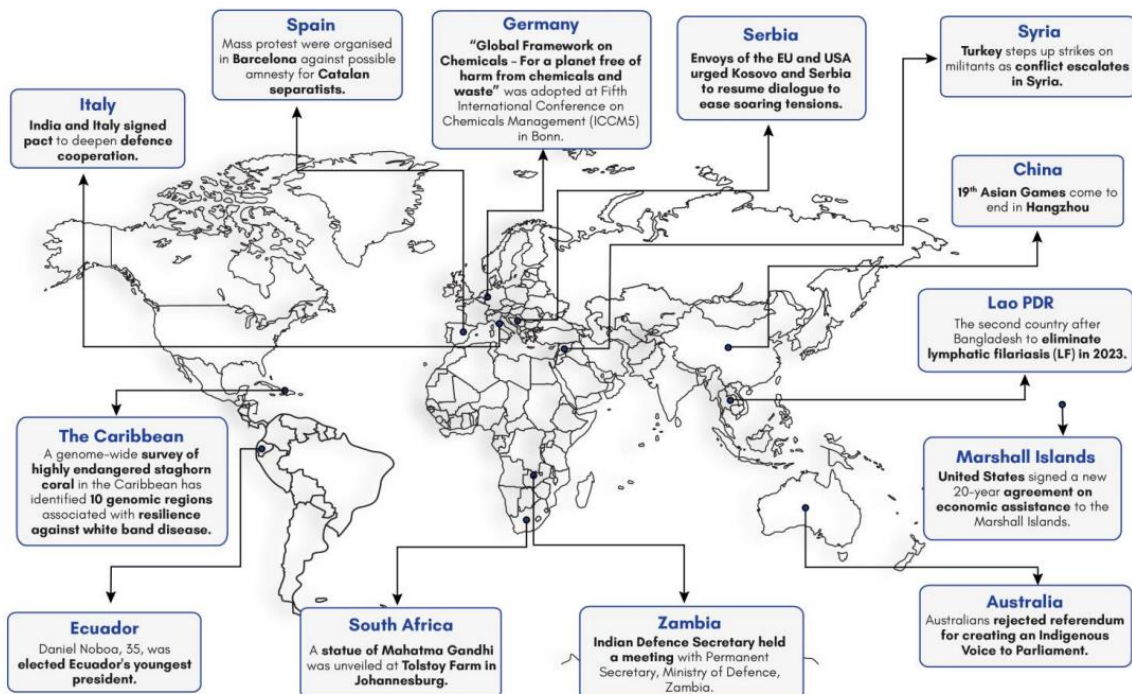 Spain
Mass protest were organised
in Barcelona against possible
amnesty for Catalan
separatists.
Germany
“Global Framework on
Chemicals – For a planet free of
harm from chemicals and
waste” was adopted at Fifth
International Conference on
Chemicals Management (ICCM5)
in Bonn.
Serbia
Envoys of the EU and USA
urged Kosovo and Serbia
to resume dialogue to
ease soaring tensions.
Syria
Turkey steps up strikes on
militants as conflict escalates
in Syria.
Italy
India and Italy signed
pact to deepen defence
cooperation.
China
19th Asian Games come to
end in Hangzhou
Lao PDR
The second country after
Bangladesh to eliminate
lymphatic filariasis (LF) in 2023.
The Caribbean
A genome-wide survey of
highly endangered staghorn
coral in the Caribbean has
identified 10 genomic regions
associated with resilience
against white band disease.
Marshall Islands
United States signed a new
20-year agreement on
economic assistance to the
Marshall Islands.
Ecuador
Daniel Noboa, 35, was
elected Ecuador's youngest
president.
South Africa
A statue of Mahatma Gandhi
was unveiled at Tolstoy Farm in
Johannesburg.
Zambia
Indian Defence Secretary held
a meeting with Permanent
Secretary, Ministry of Defence,
Zambia.
Australia
Australians rejected referendum
for creating an Indigenous
Voice to Parliament.